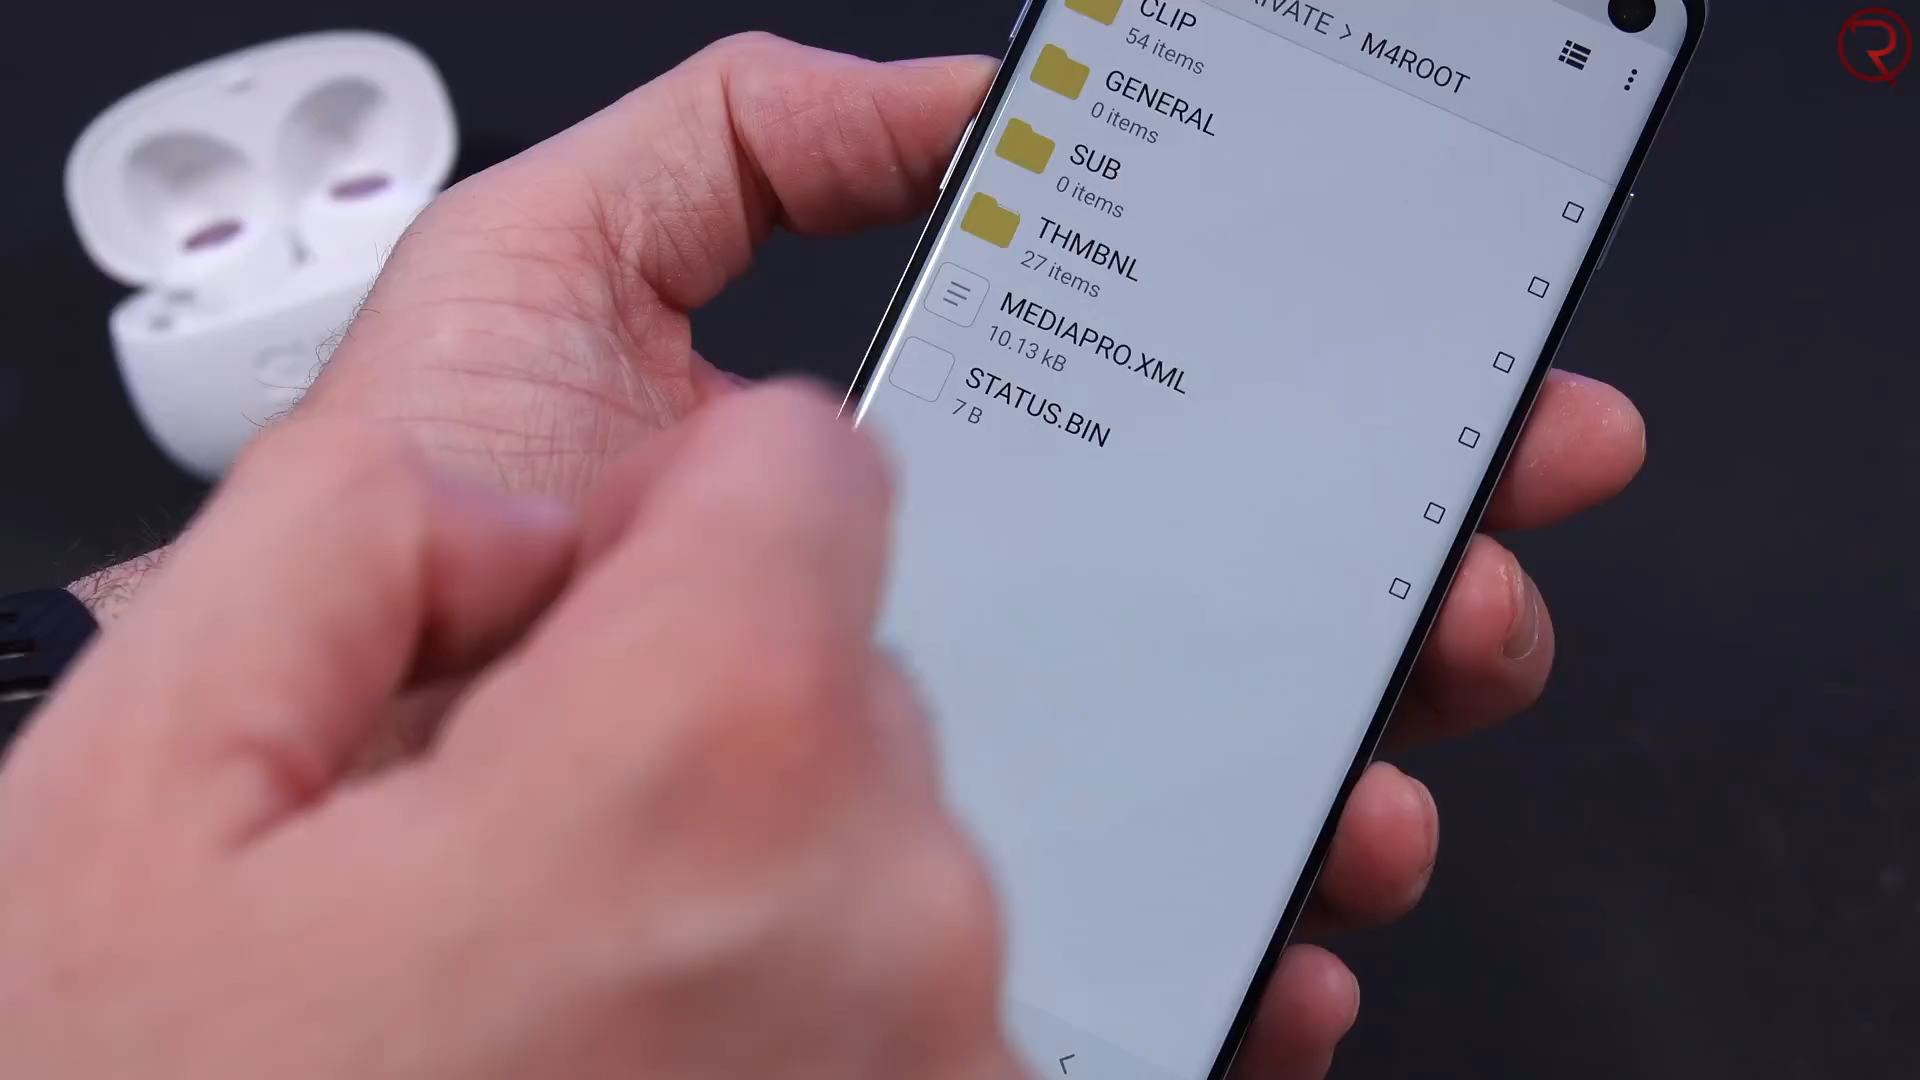 > M4ROOT
CLIP
54 items
GENERAL
0 items
SUB
0 items
THMBNL
27 items
MEDIAPRO.XML
10.13 kB
STATUS.BIN
7 B